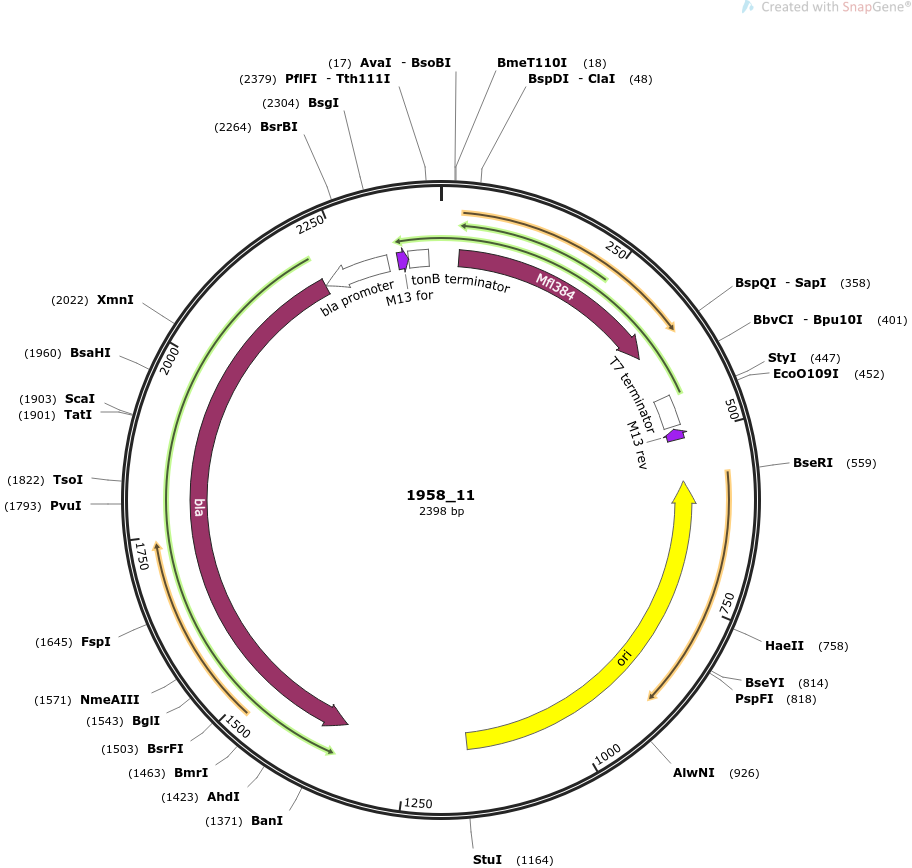 Created with SnapGene®
(17) AvaI - BsoBI
BmeT110I (18)
(2379) PflFI - Tth111I
BspDI - ClaI (48)
(2304) BsgI
(2264) BsrBI
2250
250
bla promoter
M13 for
tonB terminator
Mfl384
BspQI - SapI (358)
(2022) XmnI
BbvCI - Bpu10I (401)
2000
(1960) BsaHI
StyI (447)
EcoO109I (452)
T7 terminator
(1903) ScaI
(1901) TatI
500
M13 rev
BseRI (559)
(1822) TsoI
(1793) PvuI
bla
1958_11
2398 bp
1750
750
(1645) FspI
HaeII (758)
ori
BseYI (814)
PspFI (818)
(1571) NmeAIII
(1543) BglI
1500
(1503) BsrFI
1000
(1463) BmrI
AlwNI (926)
(1423) AhdI
1250
(1371) BanI
StuI (1164)